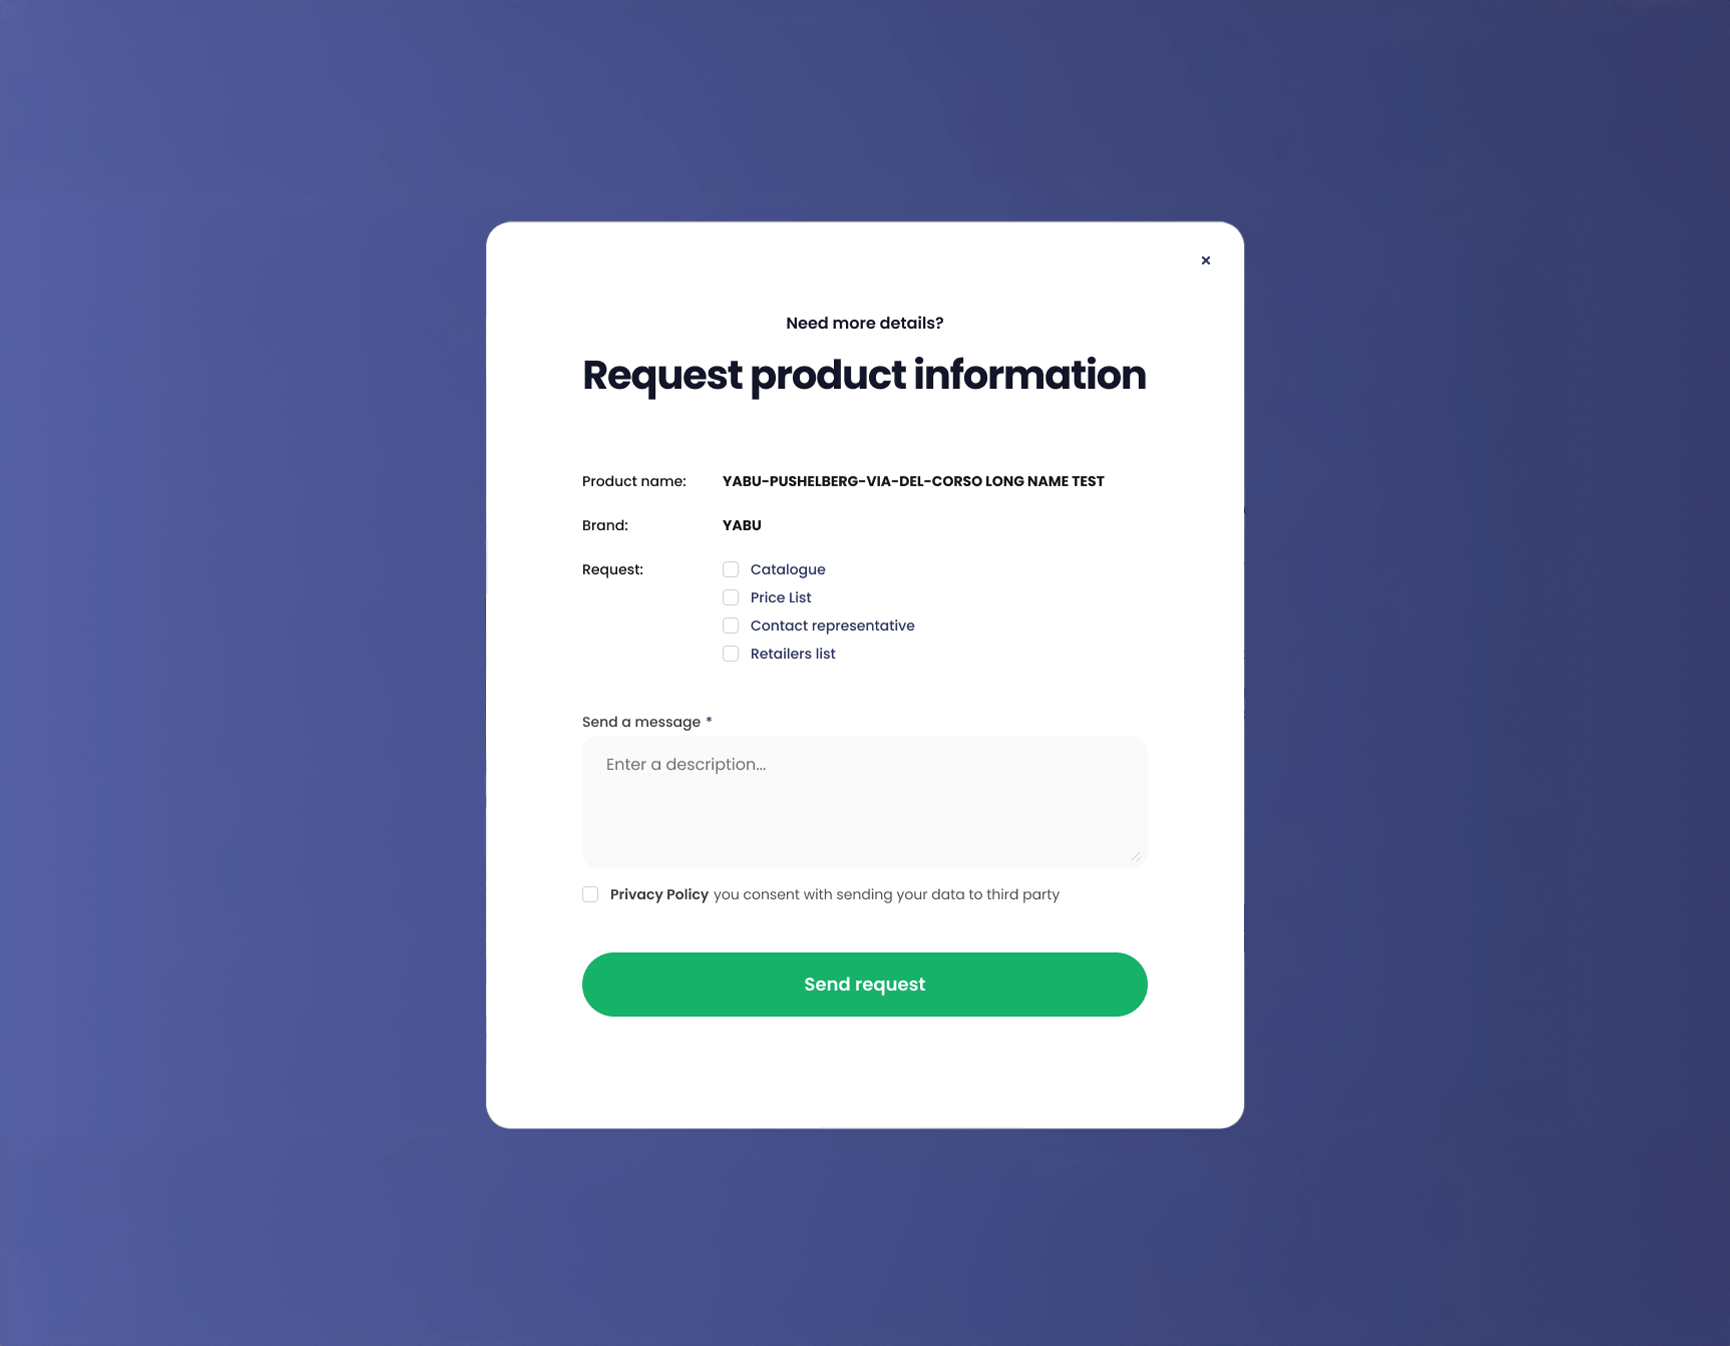 ×
Need more details?
Request product information
Product name: YABU-PUSHELBERG-VIA-DEL-CORSO LONG NAME TEST
Brand: YABU
Request: Catalogue
Price List
Contact representative
Retailers list
Send a message *
Enter a description...
Privacy Policy you consent with sending your data to third party
Send request